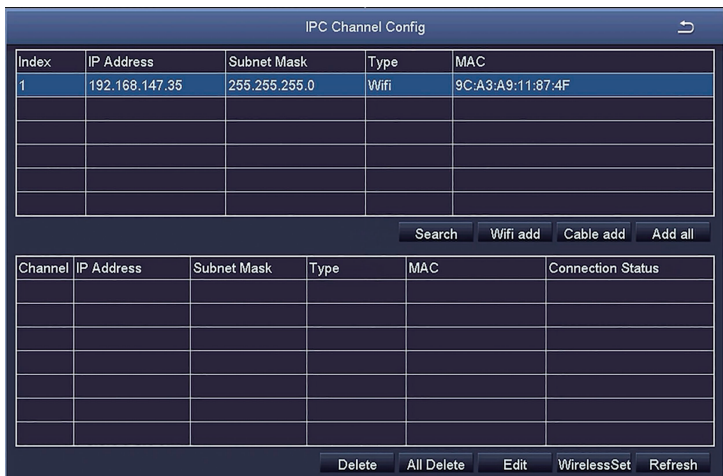 IPC Channel Config
Index IP Address Subnet Mask Type MAC
1 192.168.147.35 255.255.255.0 Wifi 9C:A3:A9:11:87:4F
Search Wifi add Cable add Add all
Channel IP Address Subnet Mask Type MAC Connection Status
Delete All Delete Edit WirelessSet Refresh